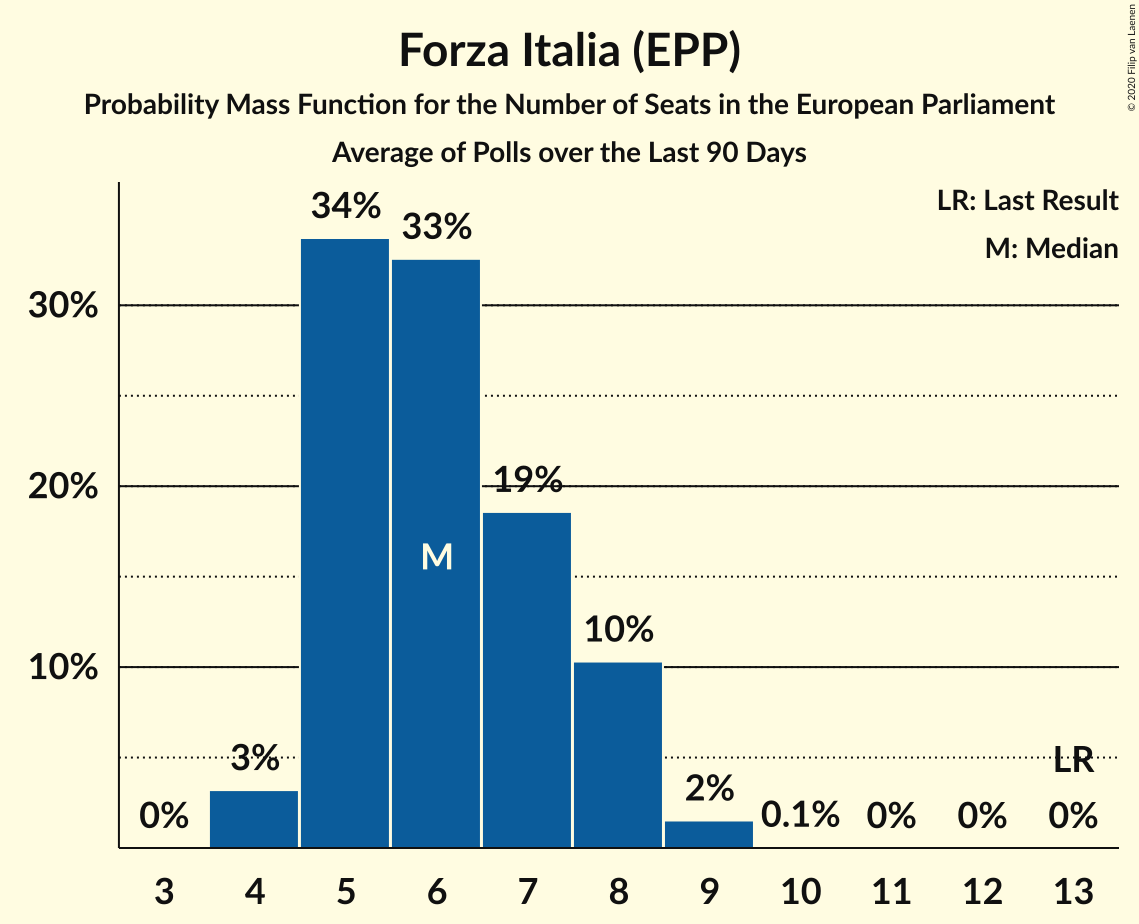 Forza Italia (EPP)
Probability Mass Function for the Number of Seats in the European Parliament
Average of Polls over the Last 90 Days
© 2020 Filip van Laenen
LR: Last Result
M: Median
34%
33%
30%
20%
19%
M
10%
10%
3%
LR
2%
0%
0.1%
0%
0%
0%
3 4 5 6 7 8 9 10 11 12 13